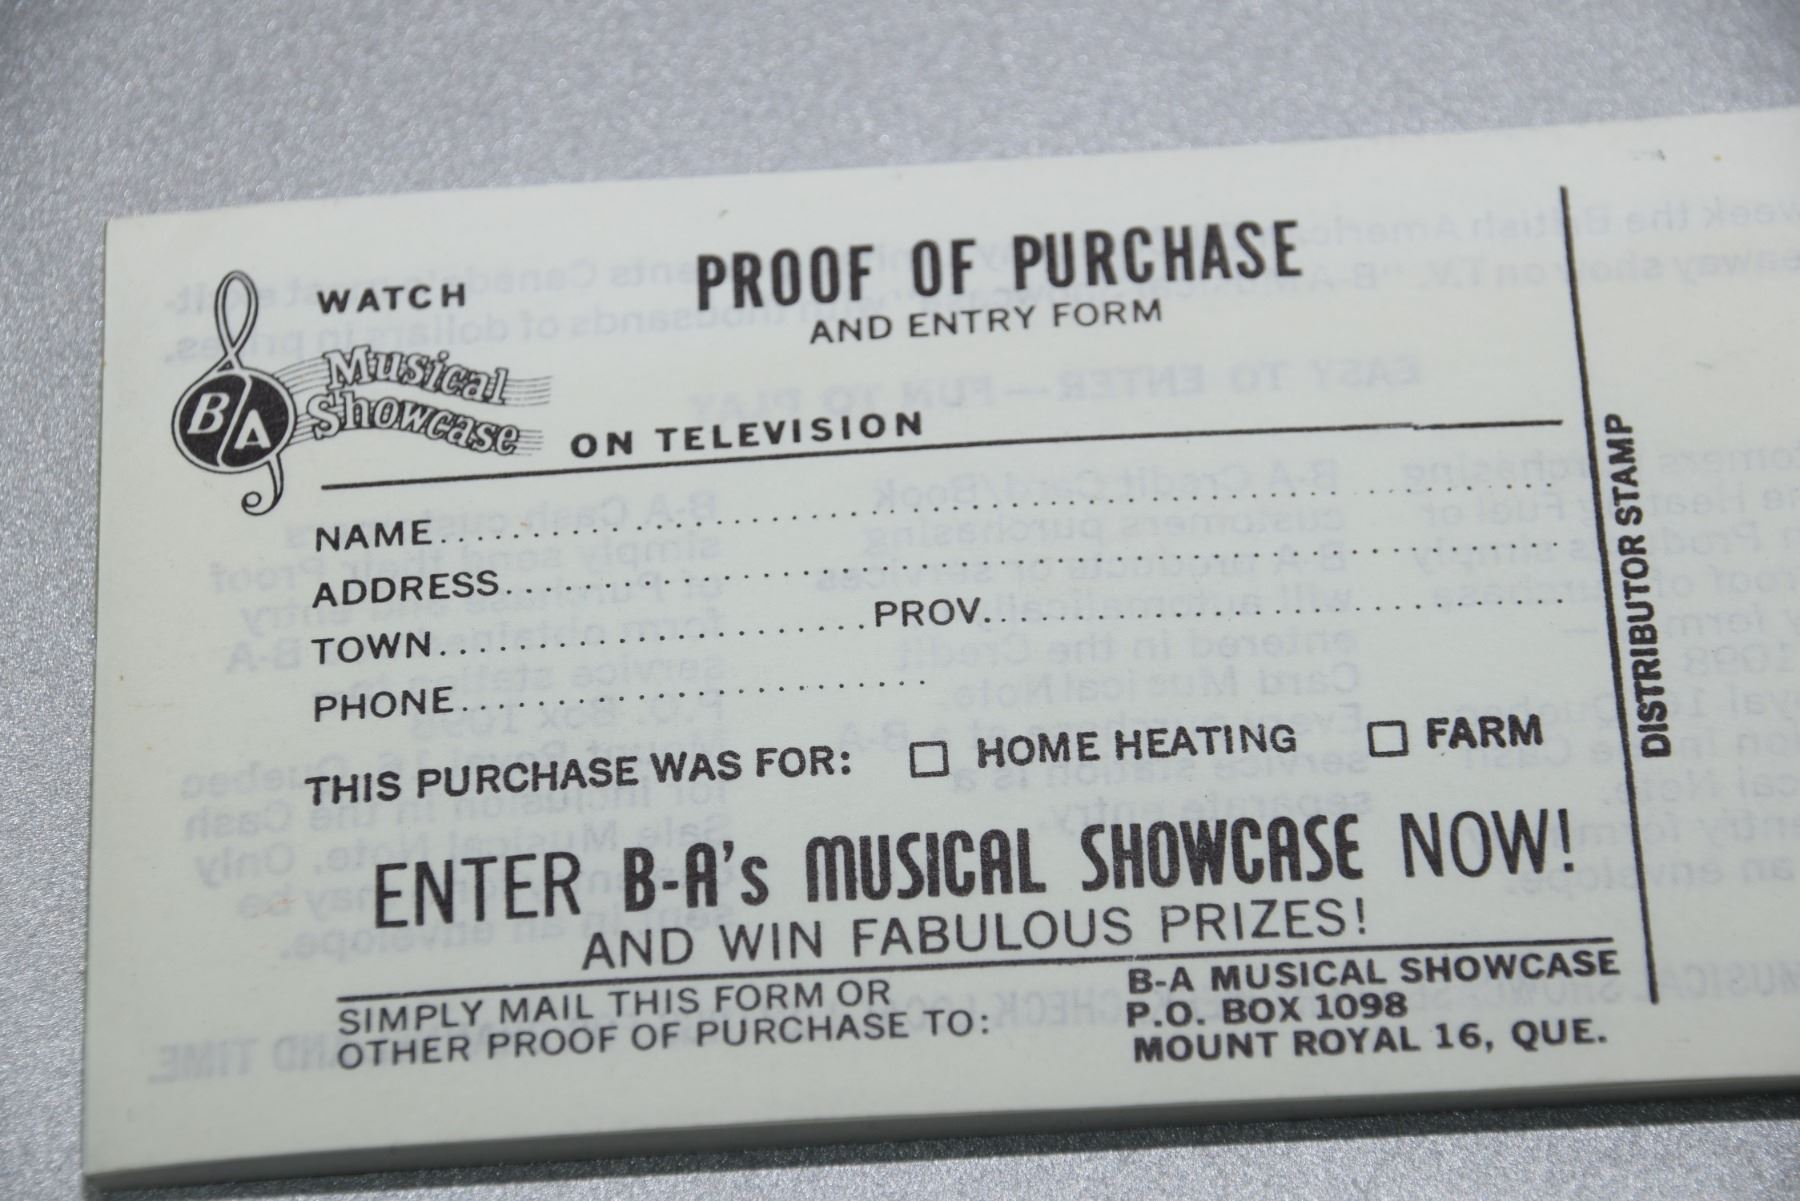 WATCH
B/A
Musical
Showcase
ON TELEVISION
PROOF OF PURCHASE
AND ENTRY FORM
NAME
ADDRESS
TOWN PROV.
PHONE
THIS PURCHASE WAS FOR: □ HOME HEATING □ FARM
ENTER B-A's MUSICAL SHOWCASE NOW!
AND WIN FABULOUS PRIZES!
SIMPLY MAIL THIS FORM OR
OTHER PROOF OF PURCHASE TO:
B-A MUSICAL SHOWCASE
P.O. BOX 1098
MOUNT ROYAL 16, QUE.
DISTRIBUTOR STAMP